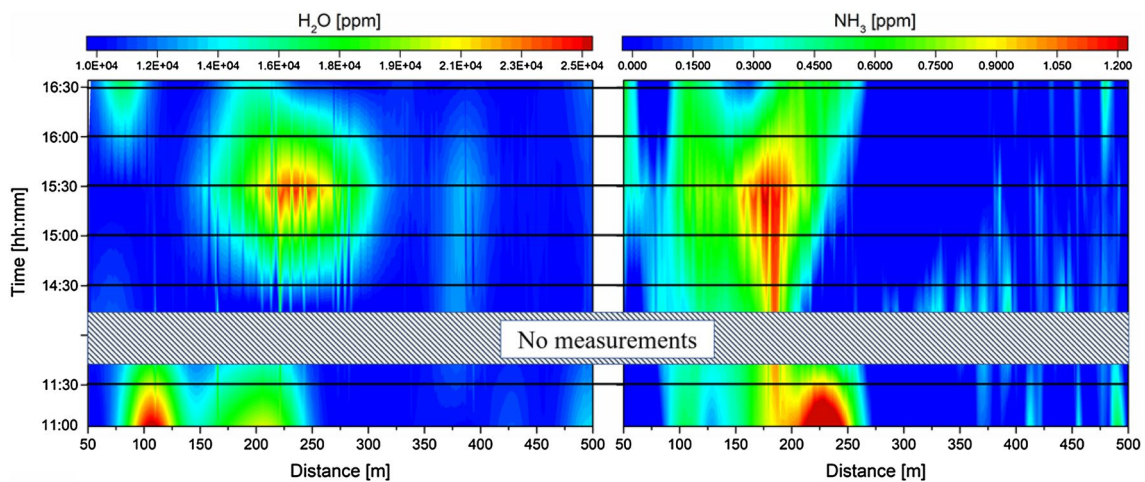 H₂O [ppm] NH₃ [ppm]
1.0E+04 1.2E+04 1.4E+04 1.6E+04 1.8E+04 1.9E+04 2.1E+04 2.3E+04 2.5E+04 0.000 0.1500 0.3000 0.4500 0.6000 0.7500 0.9000 1.050 1.200
16:30
16:00
15:30
15:00
14:30
No measurements
11:30
11:00
Time [hh:mm]
50 100 150 200 250 300 350 400 450 500 50 100 150 200 250 300 350 400 450 500
Distance [m] Distance [m]